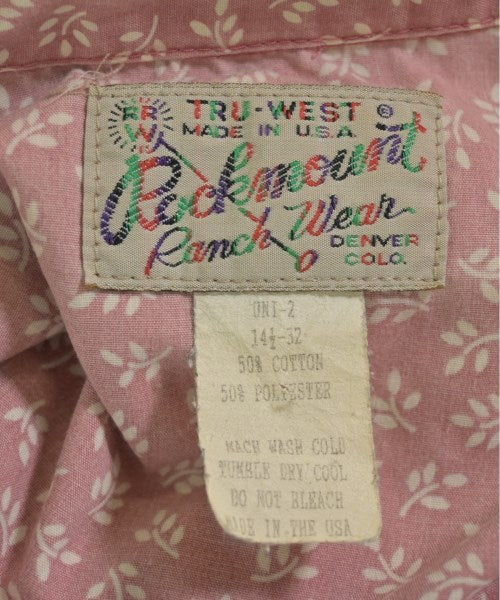 RRW TRU-WEST ®
MADE IN U.S.A.
Rockmount
Ranch Wear
DENVER
COLO.
UNI-2
14½-32
50% COTTON
50% POLYESTER
MACH WASH COLD
TUMBLE DRY COOL
DO NOT BLEACH
MADE IN THE USA